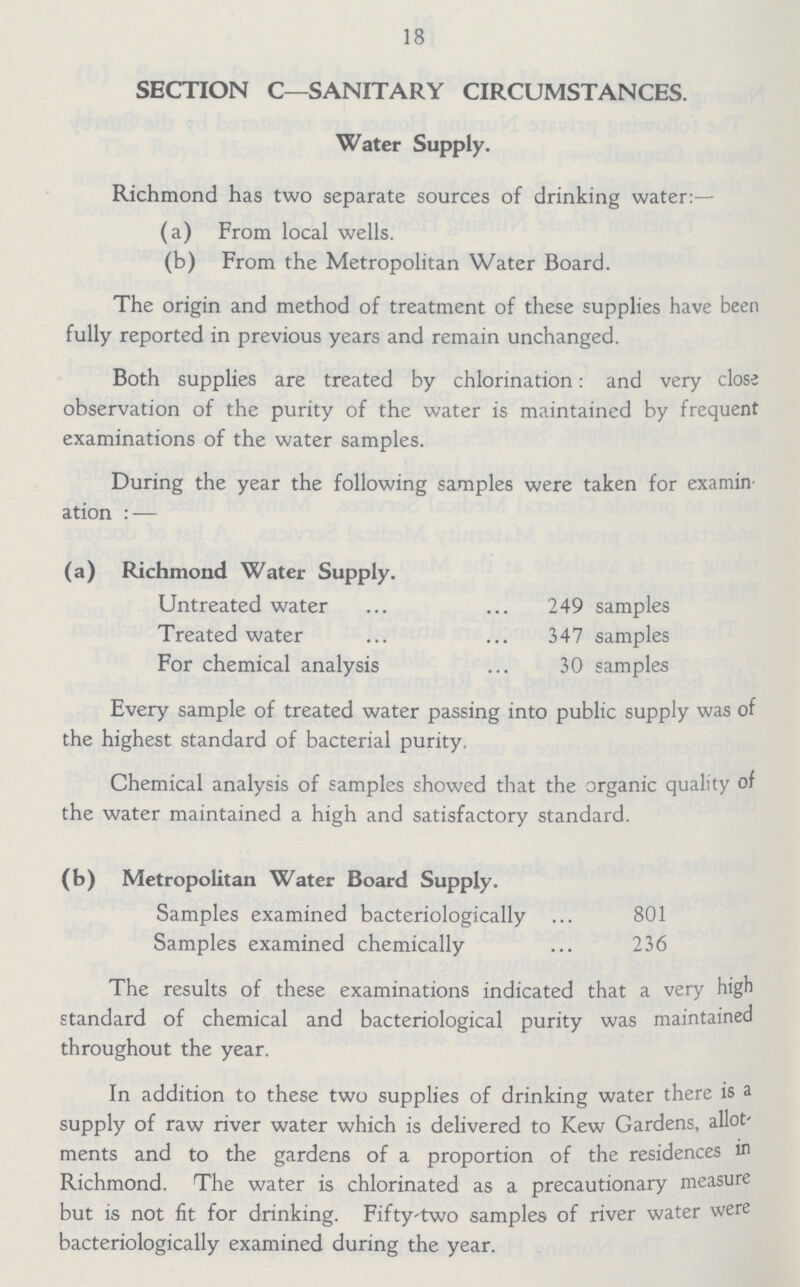 18
SECTION C—SANITARY CIRCUMSTANCES.
Water Supply.
Richmond has two separate sources of drinking water:—
(a) From local wells.
(b) From the Metropolitan Water Board.
The origin and method of treatment of these supplies have been
fully reported in previous years and remain unchanged.
Both supplies are treated by chlorination: and very close
observation of the purity of the water is maintained by frequent
examinations of the water samples.
During the year the following samples were taken for examin-
ation :—
(a) Richmond Water Supply.
Untreated water ... ... 249 samples
Treated water ... ... 347 samples
For chemical analysis ... 30 samples
Every sample of treated water passing into public supply was of
the highest standard of bacterial purity.
Chemical analysis of samples showed that the organic quality of
the water maintained a high and satisfactory standard.
(b) Metropolitan Water Board Supply.
Samples examined bacteriologically ... 801
Samples examined chemically ... 236
The results of these examinations indicated that a very high
standard of chemical and bacteriological purity was maintained
throughout the year.
In addition to these two supplies of drinking water there is a
supply of raw river water which is delivered to Kew Gardens, allot-
ments and to the gardens of a proportion of the residences in
Richmond. The water is chlorinated as a precautionary measure
but is not fit for drinking. Fifty-two samples of river water were
bacteriologically examined during the year.